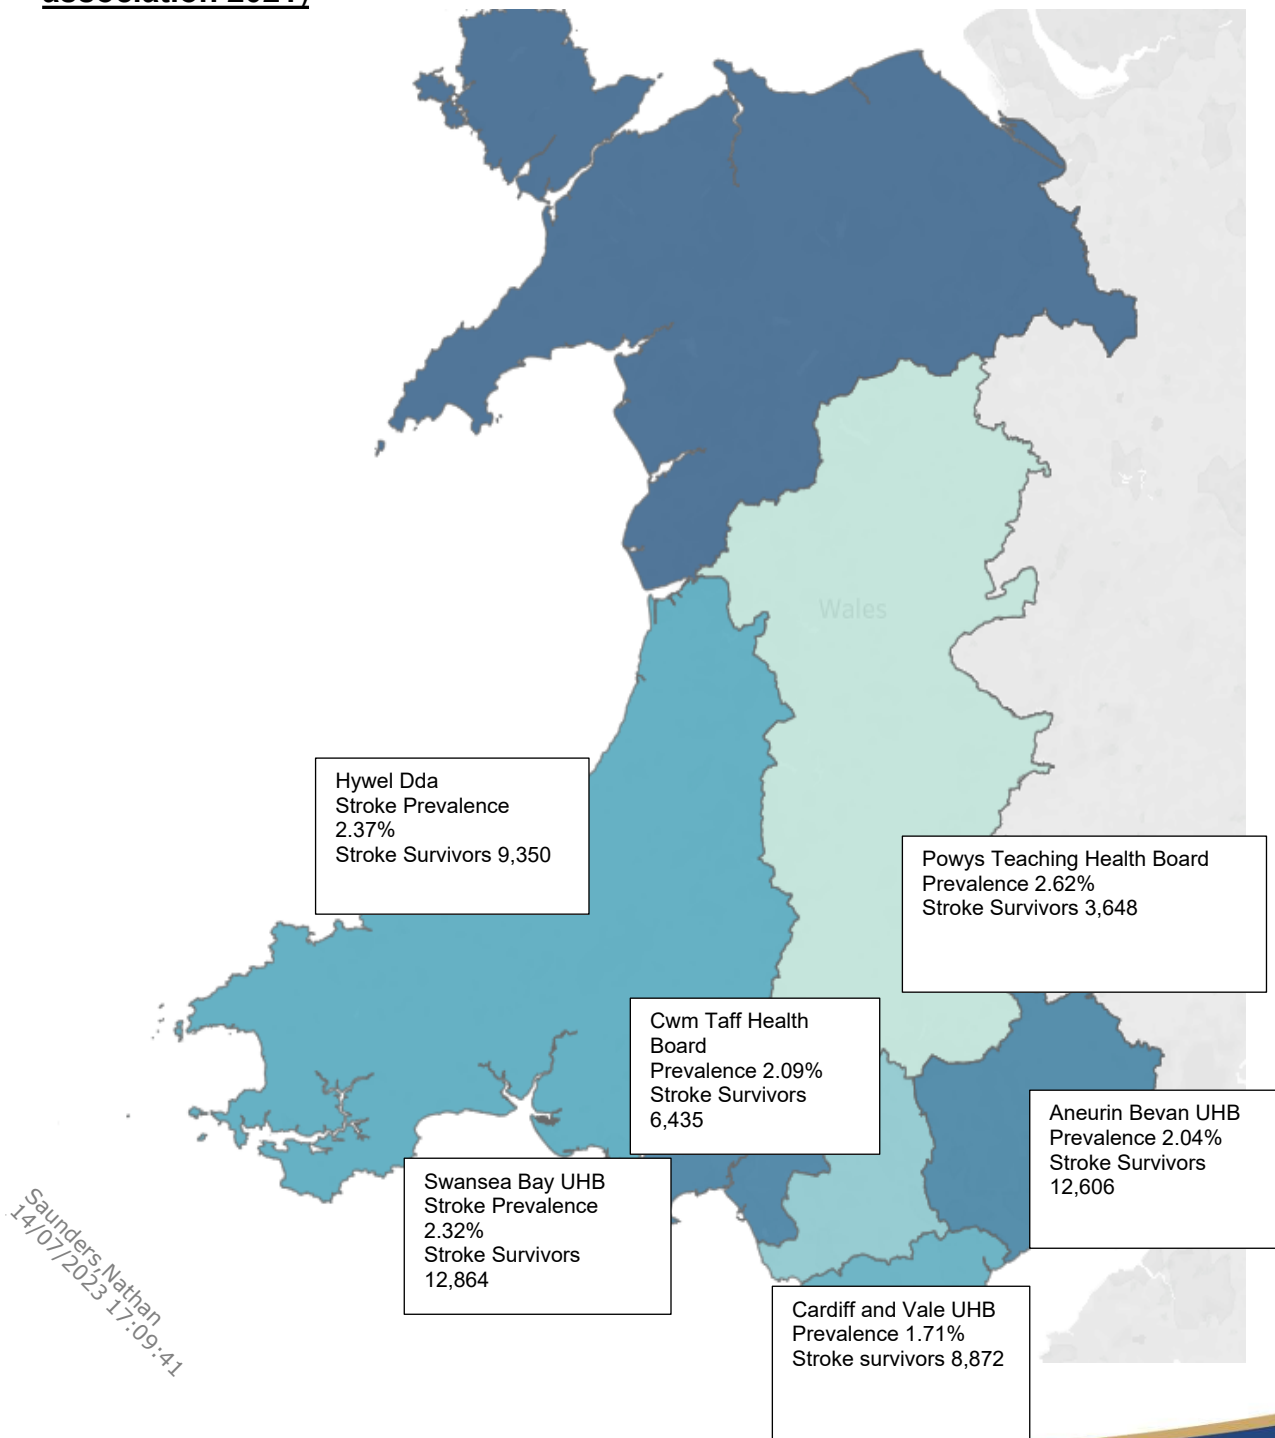 association 2021)
Wales
Hywel Dda
Stroke Prevalence
2.37%
Stroke Survivors 9,350
Powys Teaching Health Board
Prevalence 2.62%
Stroke Survivors 3,648
Cwm Taff Health
Board
Prevalence 2.09%
Stroke Survivors
6,435
Aneurin Bevan UHB
Prevalence 2.04%
Stroke Survivors
12,606
Swansea Bay UHB
Stroke Prevalence
2.32%
Stroke Survivors
12,864
Cardiff and Vale UHB
Prevalence 1.71%
Stroke survivors 8,872
Saunders,Nathan
14/07/2023 17:09:41